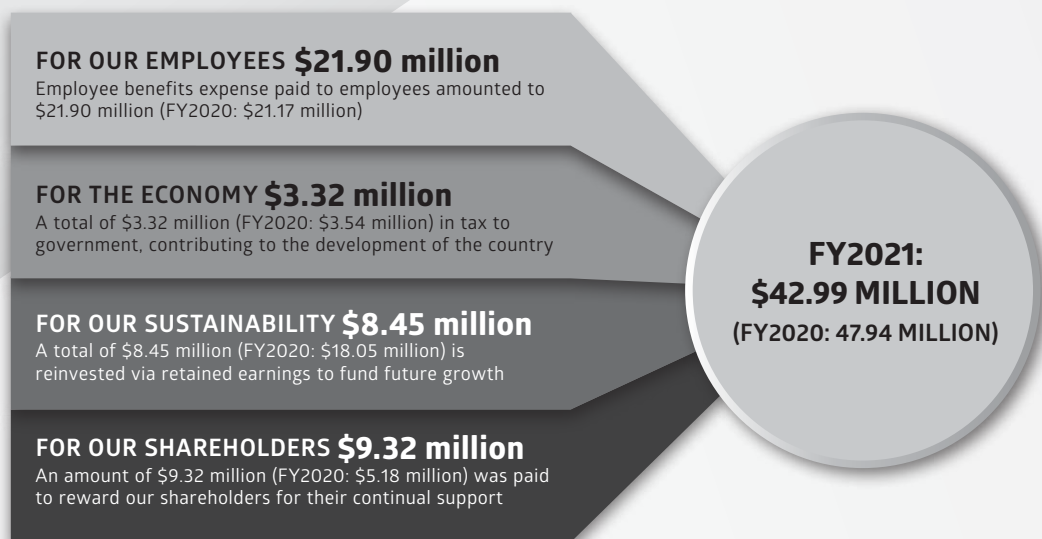 FOR OUR EMPLOYEES $21.90 million
Employee benefits expense paid to employees amounted to
$21.90 million (FY2020: $21.17 million)
FOR THE ECONOMY $3.32 million
A total of $3.32 million (FY2020: $3.54 million) in tax to
government, contributing to the development of the country
FOR OUR SUSTAINABILITY $8.45 million
A total of $8.45 million (FY2020: $18.05 million) is
reinvested via retained earnings to fund future growth
FOR OUR SHAREHOLDERS $9.32 million
An amount of $9.32 million (FY2020: $5.18 million) was paid
to reward our shareholders for their continual support
FY2021:
$42.99 MILLION
(FY2020: 47.94 MILLION)